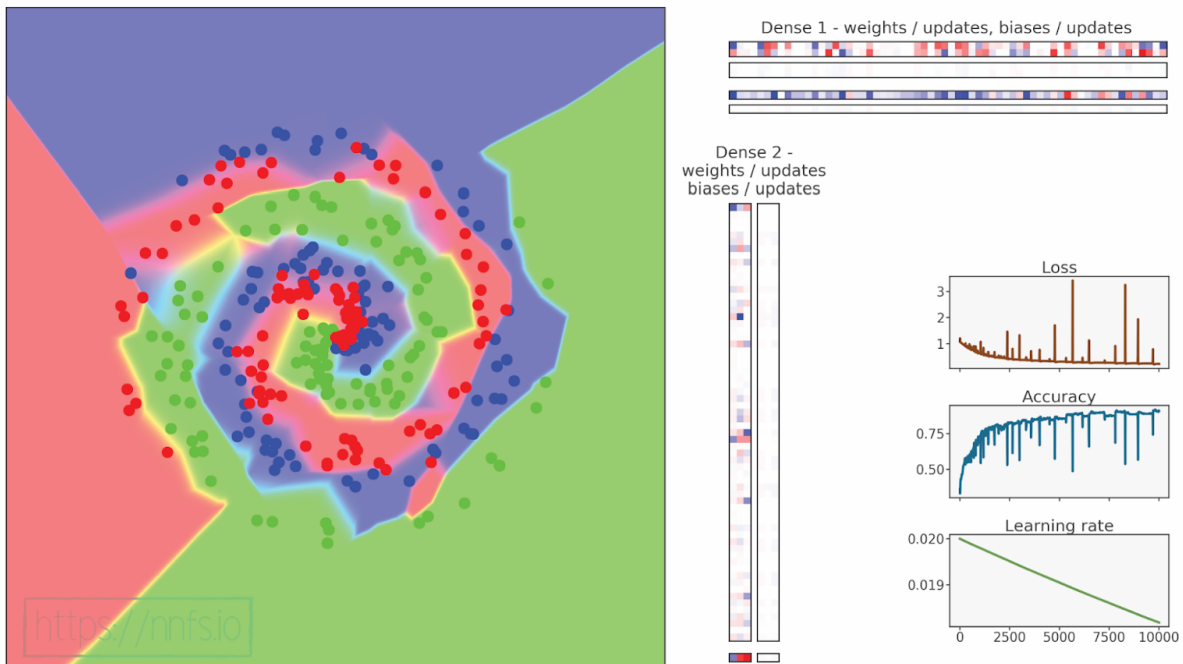 Dense 1 - weights / updates, biases / updates
Dense 2 -
weights / updates
biases / updates
Loss
3
2
1
Accuracy
0.75
0.50
Learning rate
0.020
0.019
0 2500 5000 7500 10000
https://nnfs.io